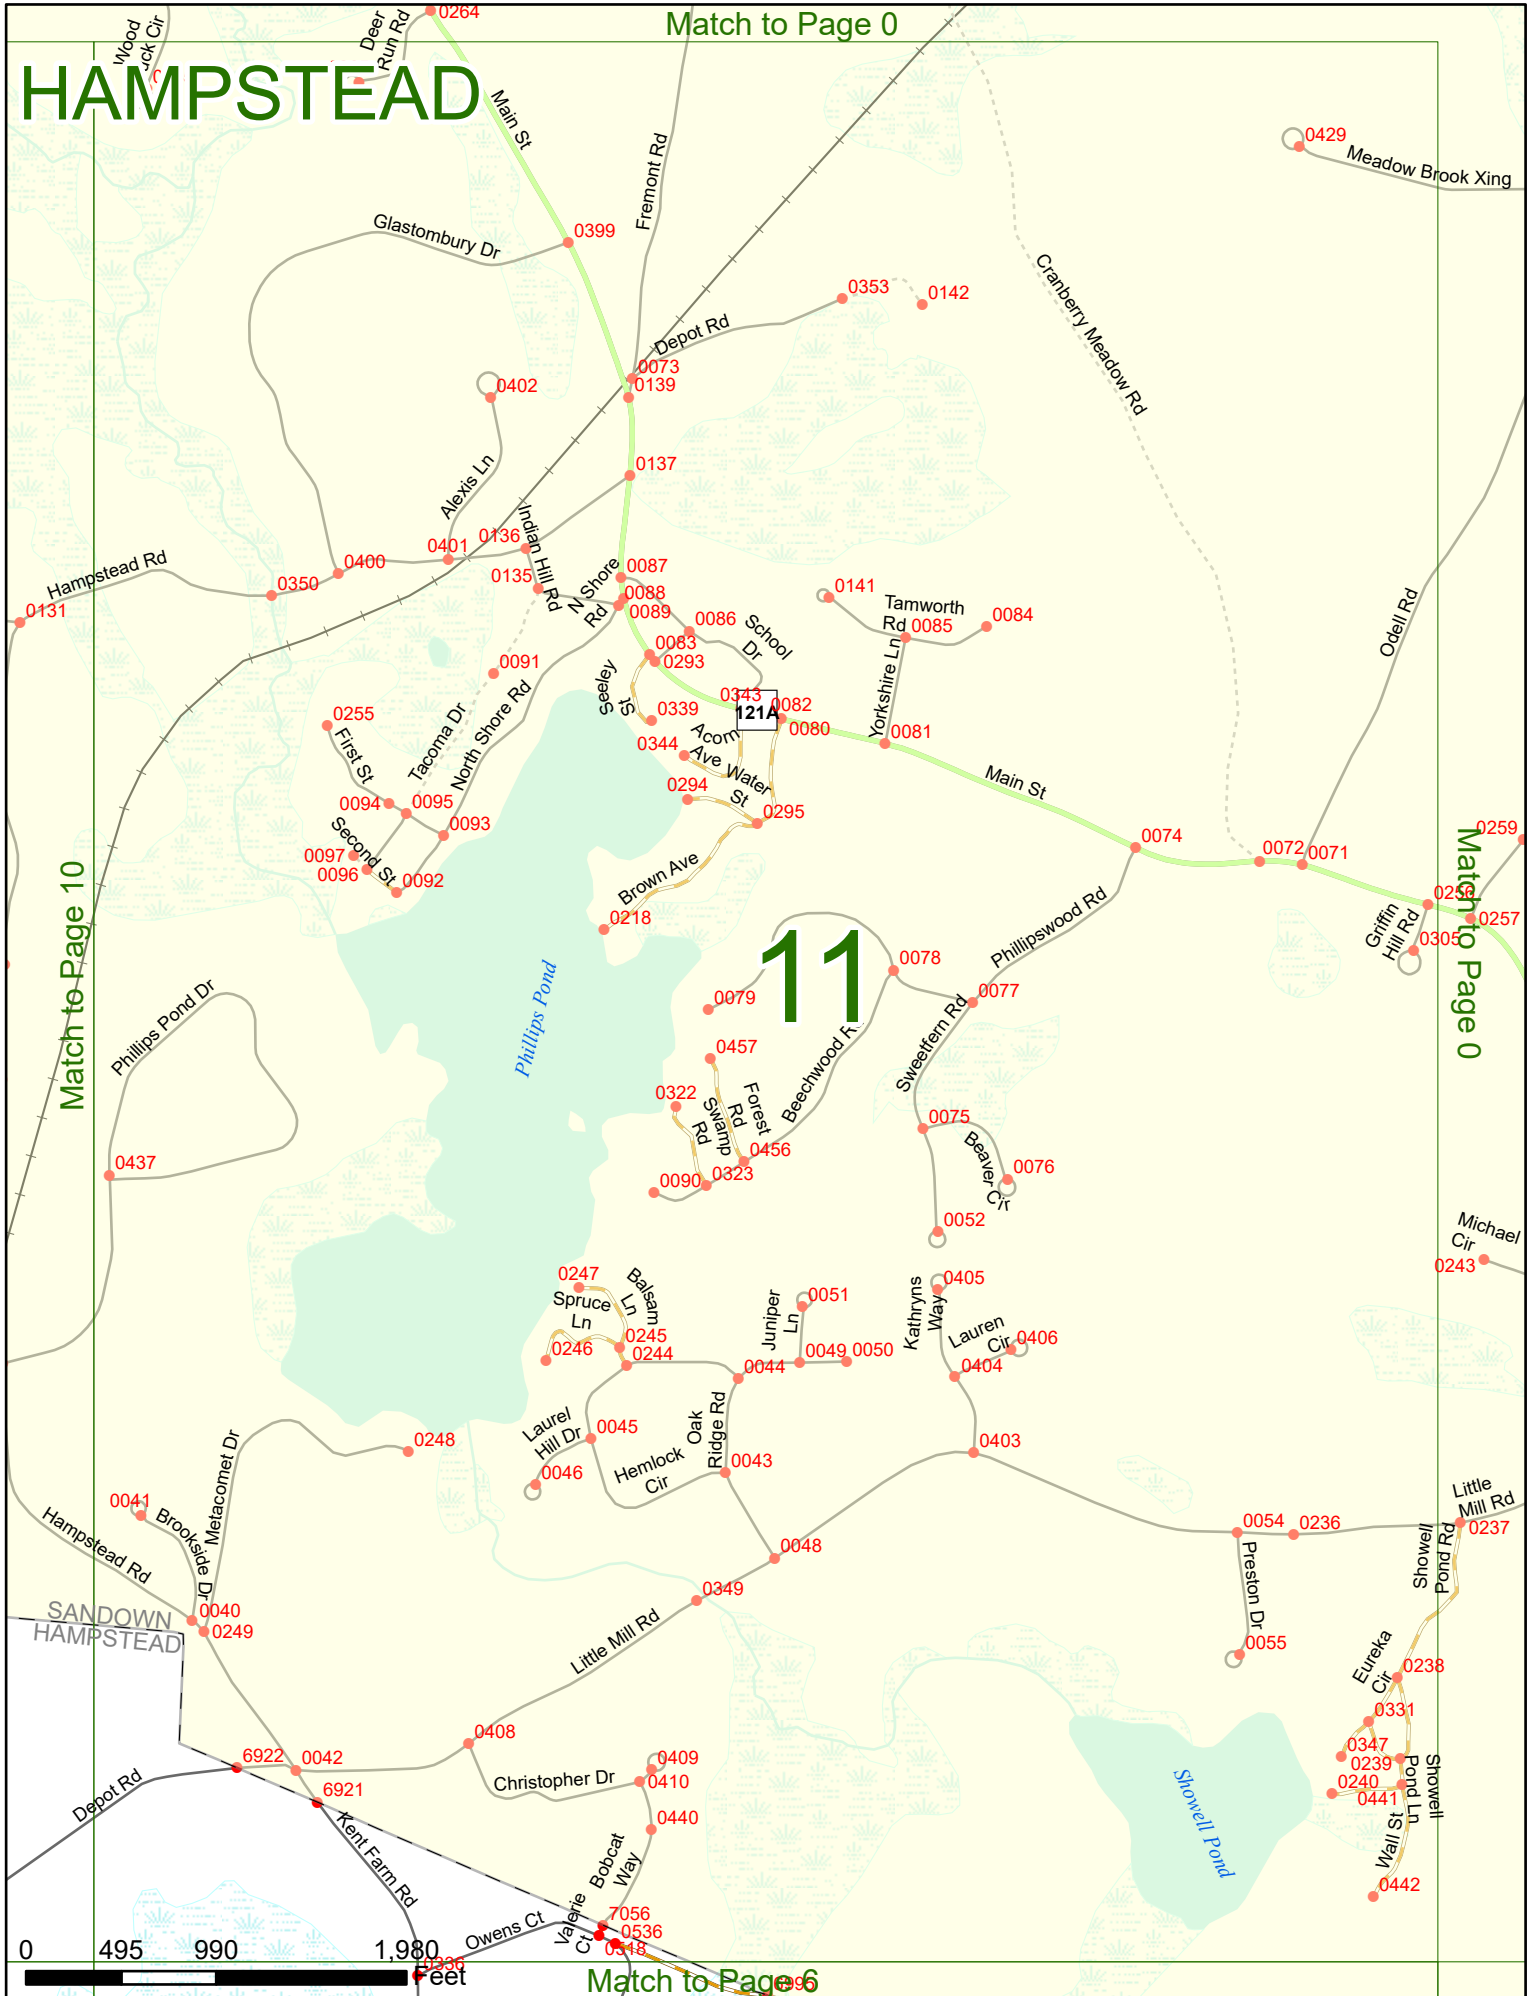 Match to Page 0
0264
Deer
Run Rd
Wood
uck Cir
HAMPSTEAD
Main St
Fremont Rd
0429
Meadow Brook Xing
Glastombury Dr
0399
Cranberry Meadow Rd
0353
0142
Depot Rd
0073
0139
0402
0137
Alexis Ln
0136
Indian Hill Rd
0401
0400
Hampstead Rd
0350
0131
0135
N Shore
Rd
0087
0088
0089
0086
School
Dr
0141
Tamworth
Rd
0085
0084
Odell Rd
0083
0293
0091
Seeley
St
0339
0343
121A
0082
0080
Yorkshire Ln
0081
0255
First St
Tacoma Dr
North Shore Rd
0344
Acorn
Ave
Water
St
0294
0295
Main St
0094
0095
0093
Second St
0097
0096
0092
0074
0072
0071
0259
Match to Page 10
Match to Page 0
Brown Ave
0218
0256
0257
Griffin
Hill Rd
0305
Phillipswood Rd
11
0078
0077
0079
Phillips Pond Dr
Phillips Pond
Sweetfern Rd
Beechwood Rd
0457
0322
Forest
Rd
Swamp
Rd
0075
Beaver Cir
0076
0456
0323
0090
0437
0052
Michael
Cir
0243
0247
Spruce
Ln
Balsam
Ln
0245
0246
0244
0405
Kathryns
Way
0051
Juniper
Ln
Lauren
Cir
0406
0049
0050
0044
0404
Oak
Ridge Rd
Laurel
Hill Dr
0045
0046
Hemlock
Cir
0043
0403
0248
Metacomet Dr
0041
Brookside Dr
Hampstead Rd
Little
Mill Rd
0054
0236
0237
Showell
Pond Rd
Preston Dr
0048
0349
0040
0249
SANDOWN
HAMPSTEAD
Little Mill Rd
0055
Eureka
Cir
0238
0331
0408
6922
0042
0409
Christopher Dr
0410
0347
0239
0240
0441
Showell
Pond Ln
Depot Rd
6921
Kent Farm Rd
0440
Showell Pond
Wall St
Bobcat
Way
0442
Valerie
Ct
7056
0536
0518
Owens Ct
0336
0 495 990 1,980
Feet
Match to Page 6
6995